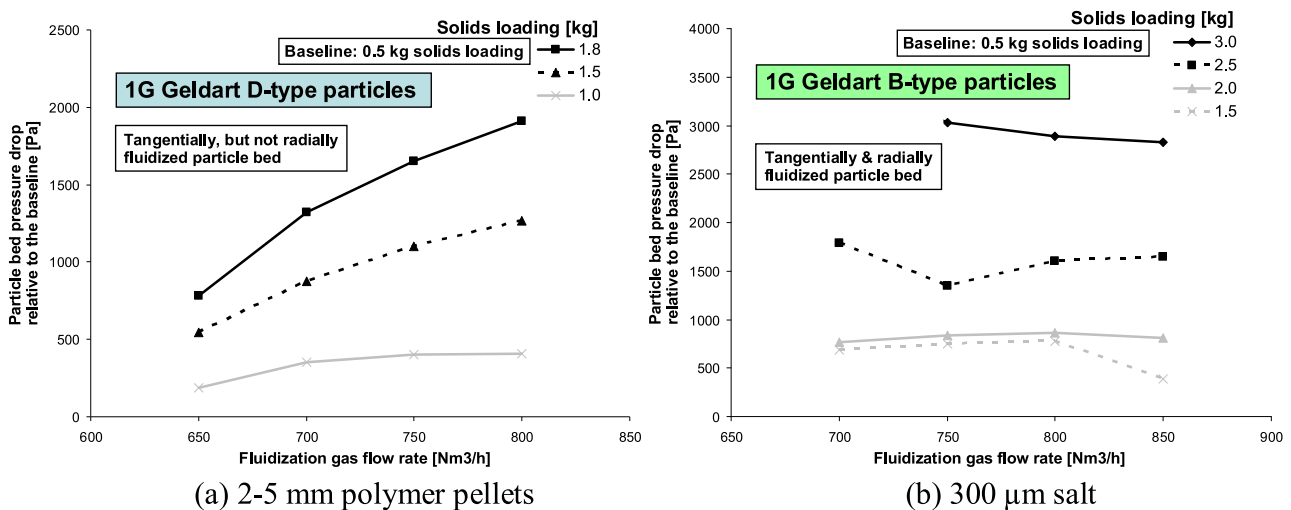 Solids loading [kg]
Baseline: 0.5 kg solids loading
1.8
1.5
1.0
1G Geldart D-type particles
Tangentially, but not radially
fluidized particle bed
Particle bed pressure drop
relative to the baseline [Pa]
2500
2000
1500
1000
500
0
600
650
700
750
800
850
Fluidization gas flow rate [Nm3/h]
(a) 2-5 mm polymer pellets
Solids loading [kg]
Baseline: 0.5 kg solids loading
3.0
2.5
2.0
1.5
1G Geldart B-type particles
Tangentially & radially
fluidized particle bed
Particle bed pressure drop
relative to the baseline [Pa]
4000
3500
3000
2500
2000
1500
1000
500
0
650
700
750
800
850
900
Fluidization gas flow rate [Nm3/h]
(b) 300 µm salt